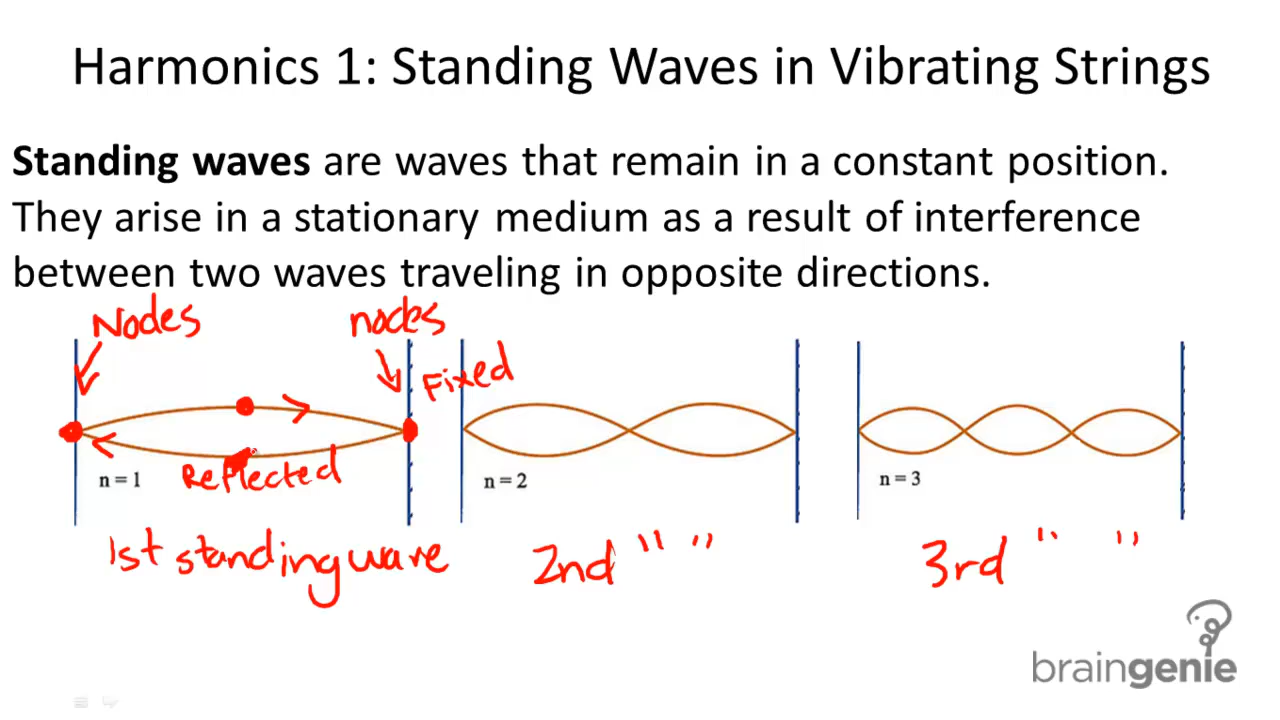 Harmonics 1: Standing Waves in Vibrating Strings
Standing waves are waves that remain in a constant position.
They arise in a stationary medium as a result of interference
between two waves traveling in opposite directions.
Nodes
nodes
Fixed
Reflected
n = 1
n = 2
n = 3
1st standing wave
2nd " "
3rd " "
braingenie